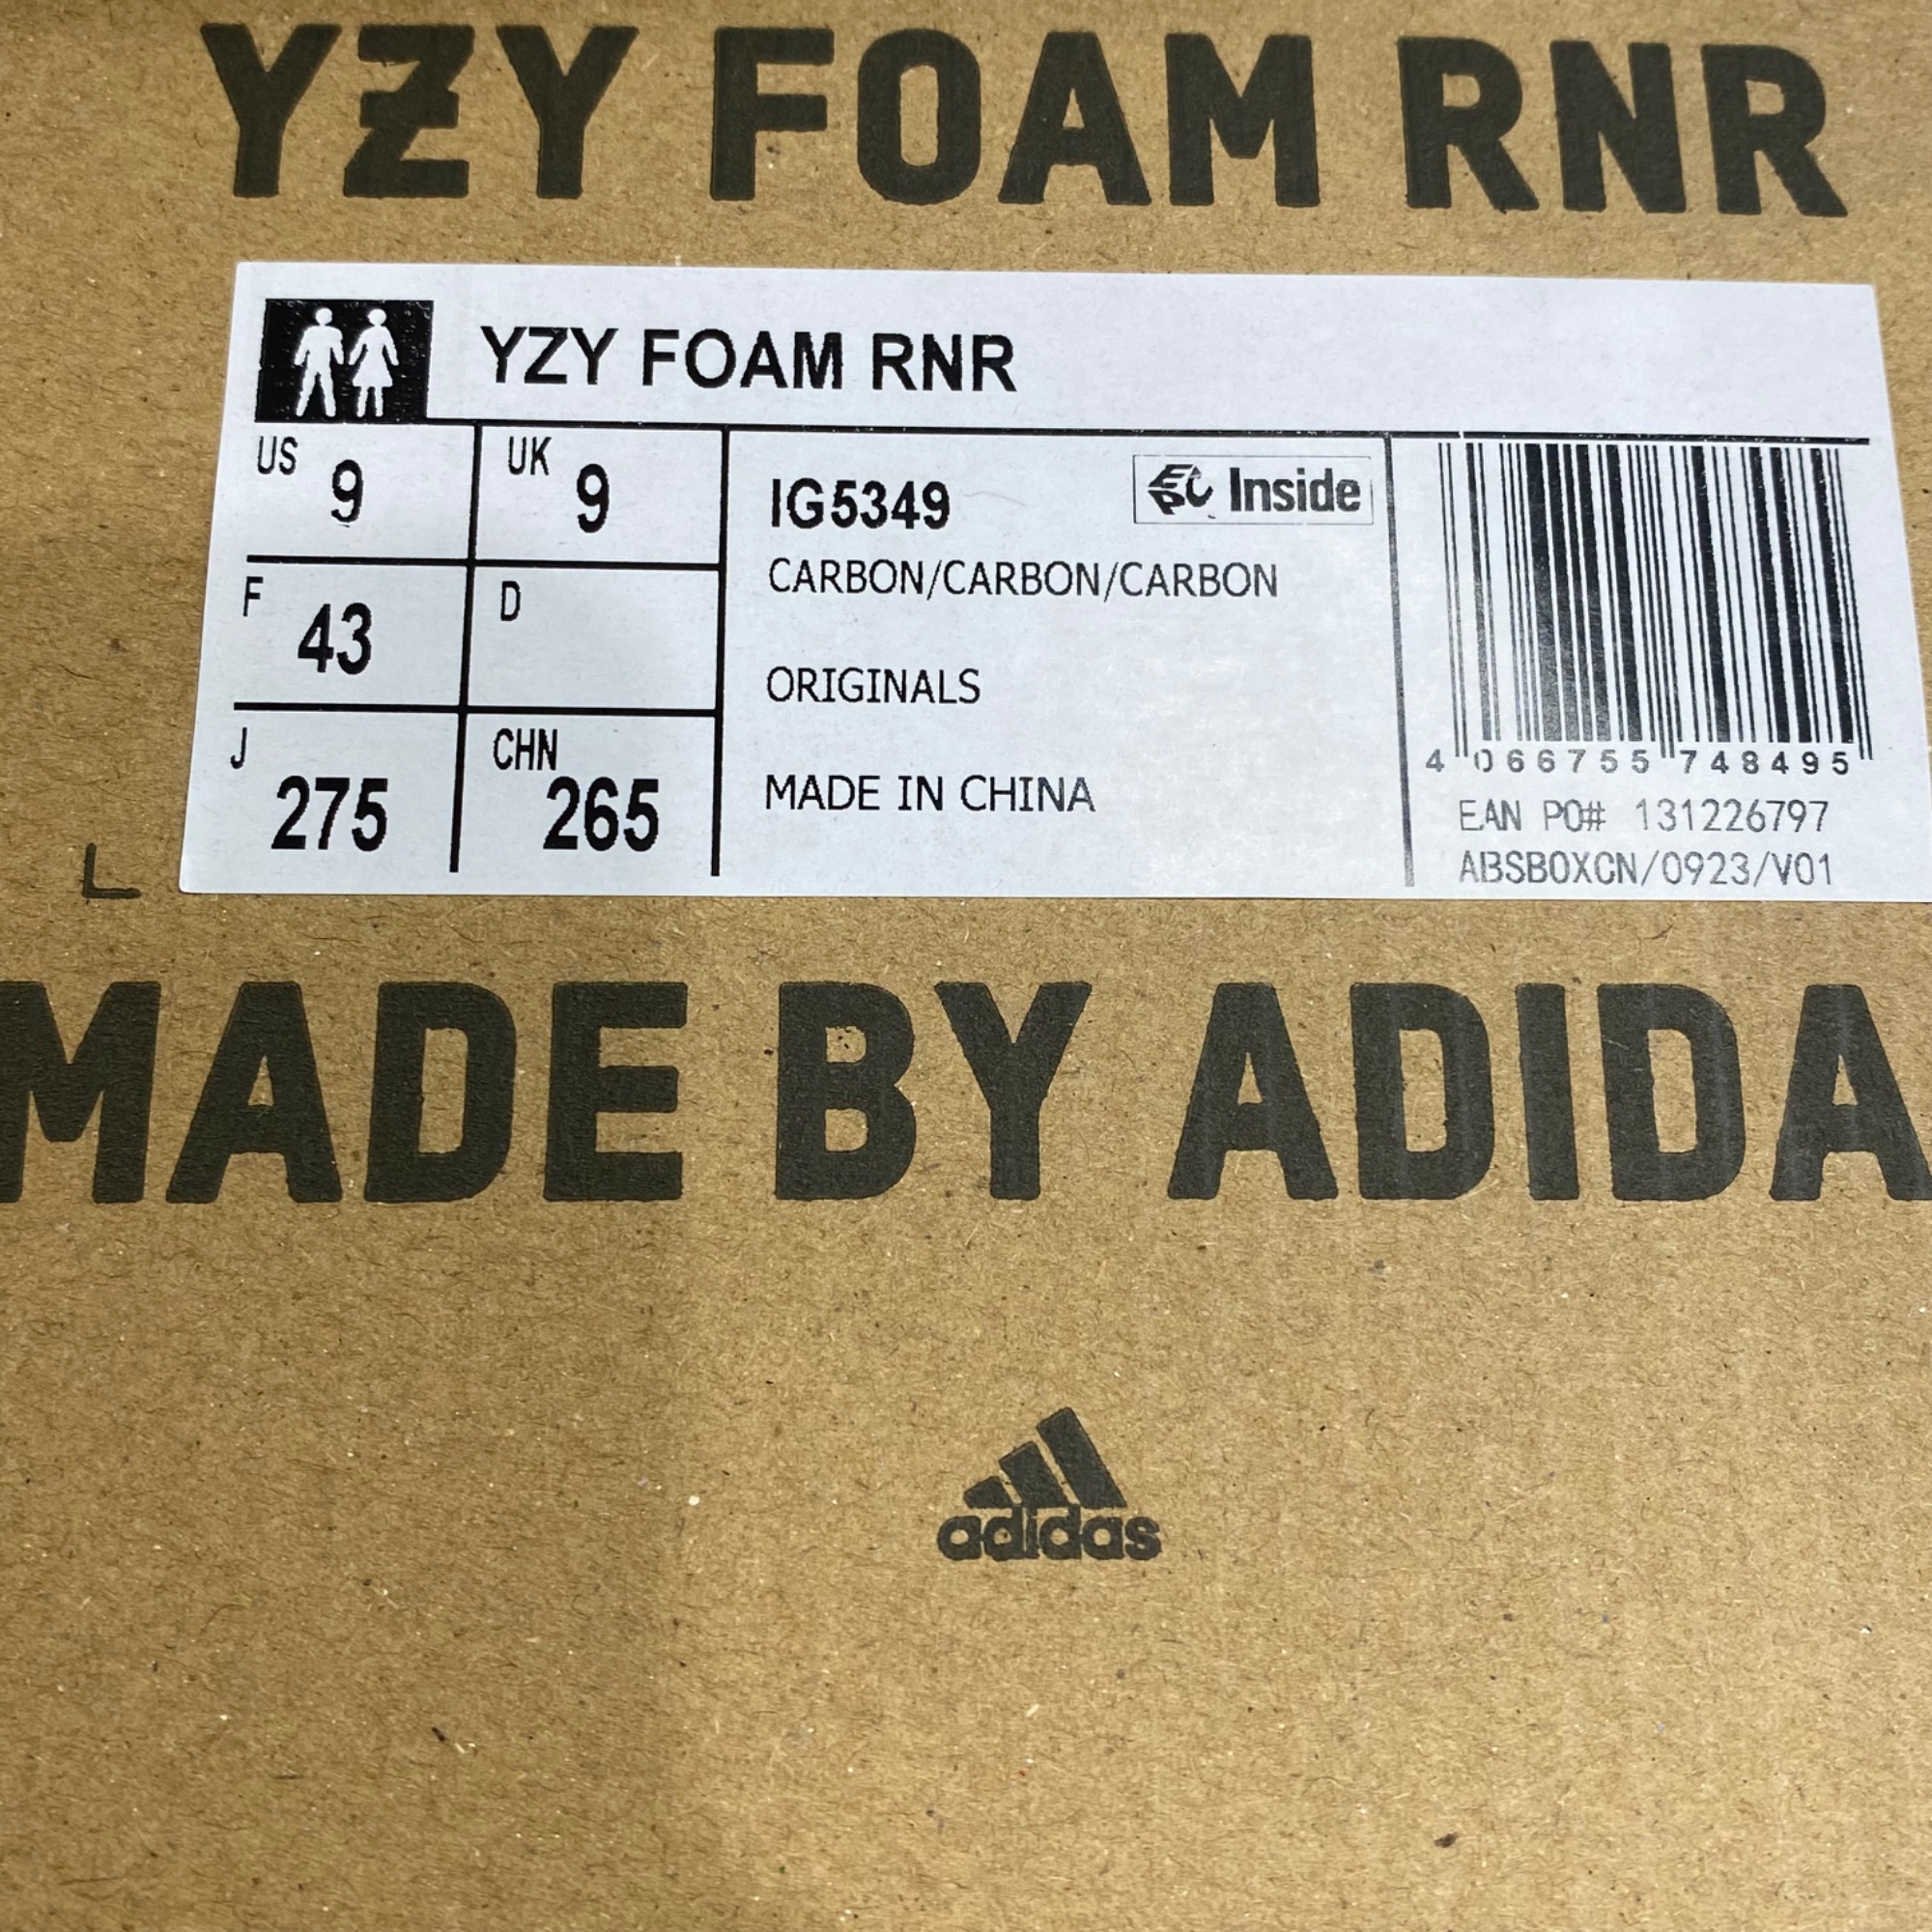 YZY FOAM RNR
YZY FOAM RNR
US 9 UK 9
F 43 D
J 275 CHN 265
IG5349
EPC Inside
CARBON/CARBON/CARBON
ORIGINALS
MADE IN CHINA
4 066755 748495
EAN PO# 131226797
ABSBOXCN/0923/V01
MADE BY ADIDA
adidas